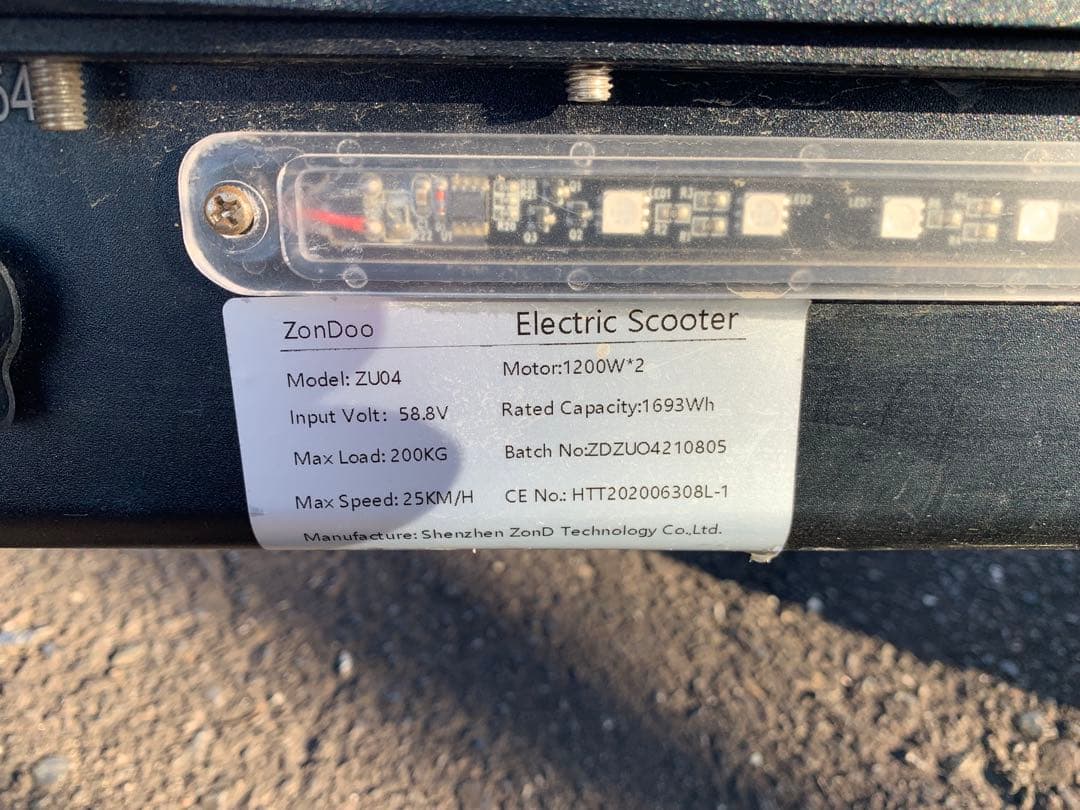 64
ZonDoo Electric Scooter
Model: ZU04 Motor:1200W*2
Input Volt: 58.8V Rated Capacity:1693Wh
Max Load: 200KG Batch No:ZDZUO4210805
Max Speed: 25KM/H CE No.: HTT202006308L-1
Manufacture: Shenzhen ZonD Technology Co.,Ltd.